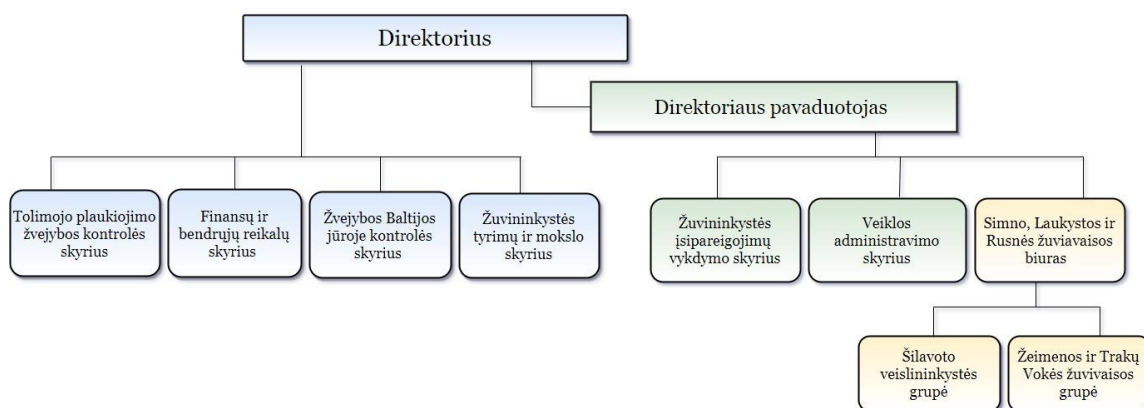 Direktorius
Direktoriaus pavaduotojas
Tolimojo plaukiojimo
žvejybos kontrolės
skyrius
Finansų ir
bendrųjų reikalų
skyrius
Žvejybos Baltijos
jūroje kontrolės
skyrius
Žuvininkystės
tyrimų ir mokslo
skyrius
Žuvininkystės
įsipareigojimų
vykdymo skyrius
Veiklos
administravimo
skyrius
Simno, Laukystos ir
Rusnės žuviavaisos
biuras
Šilavoto
veislininkystės
grupė
Žeimenos ir Trakų
Vokės žuvivaisos
grupė